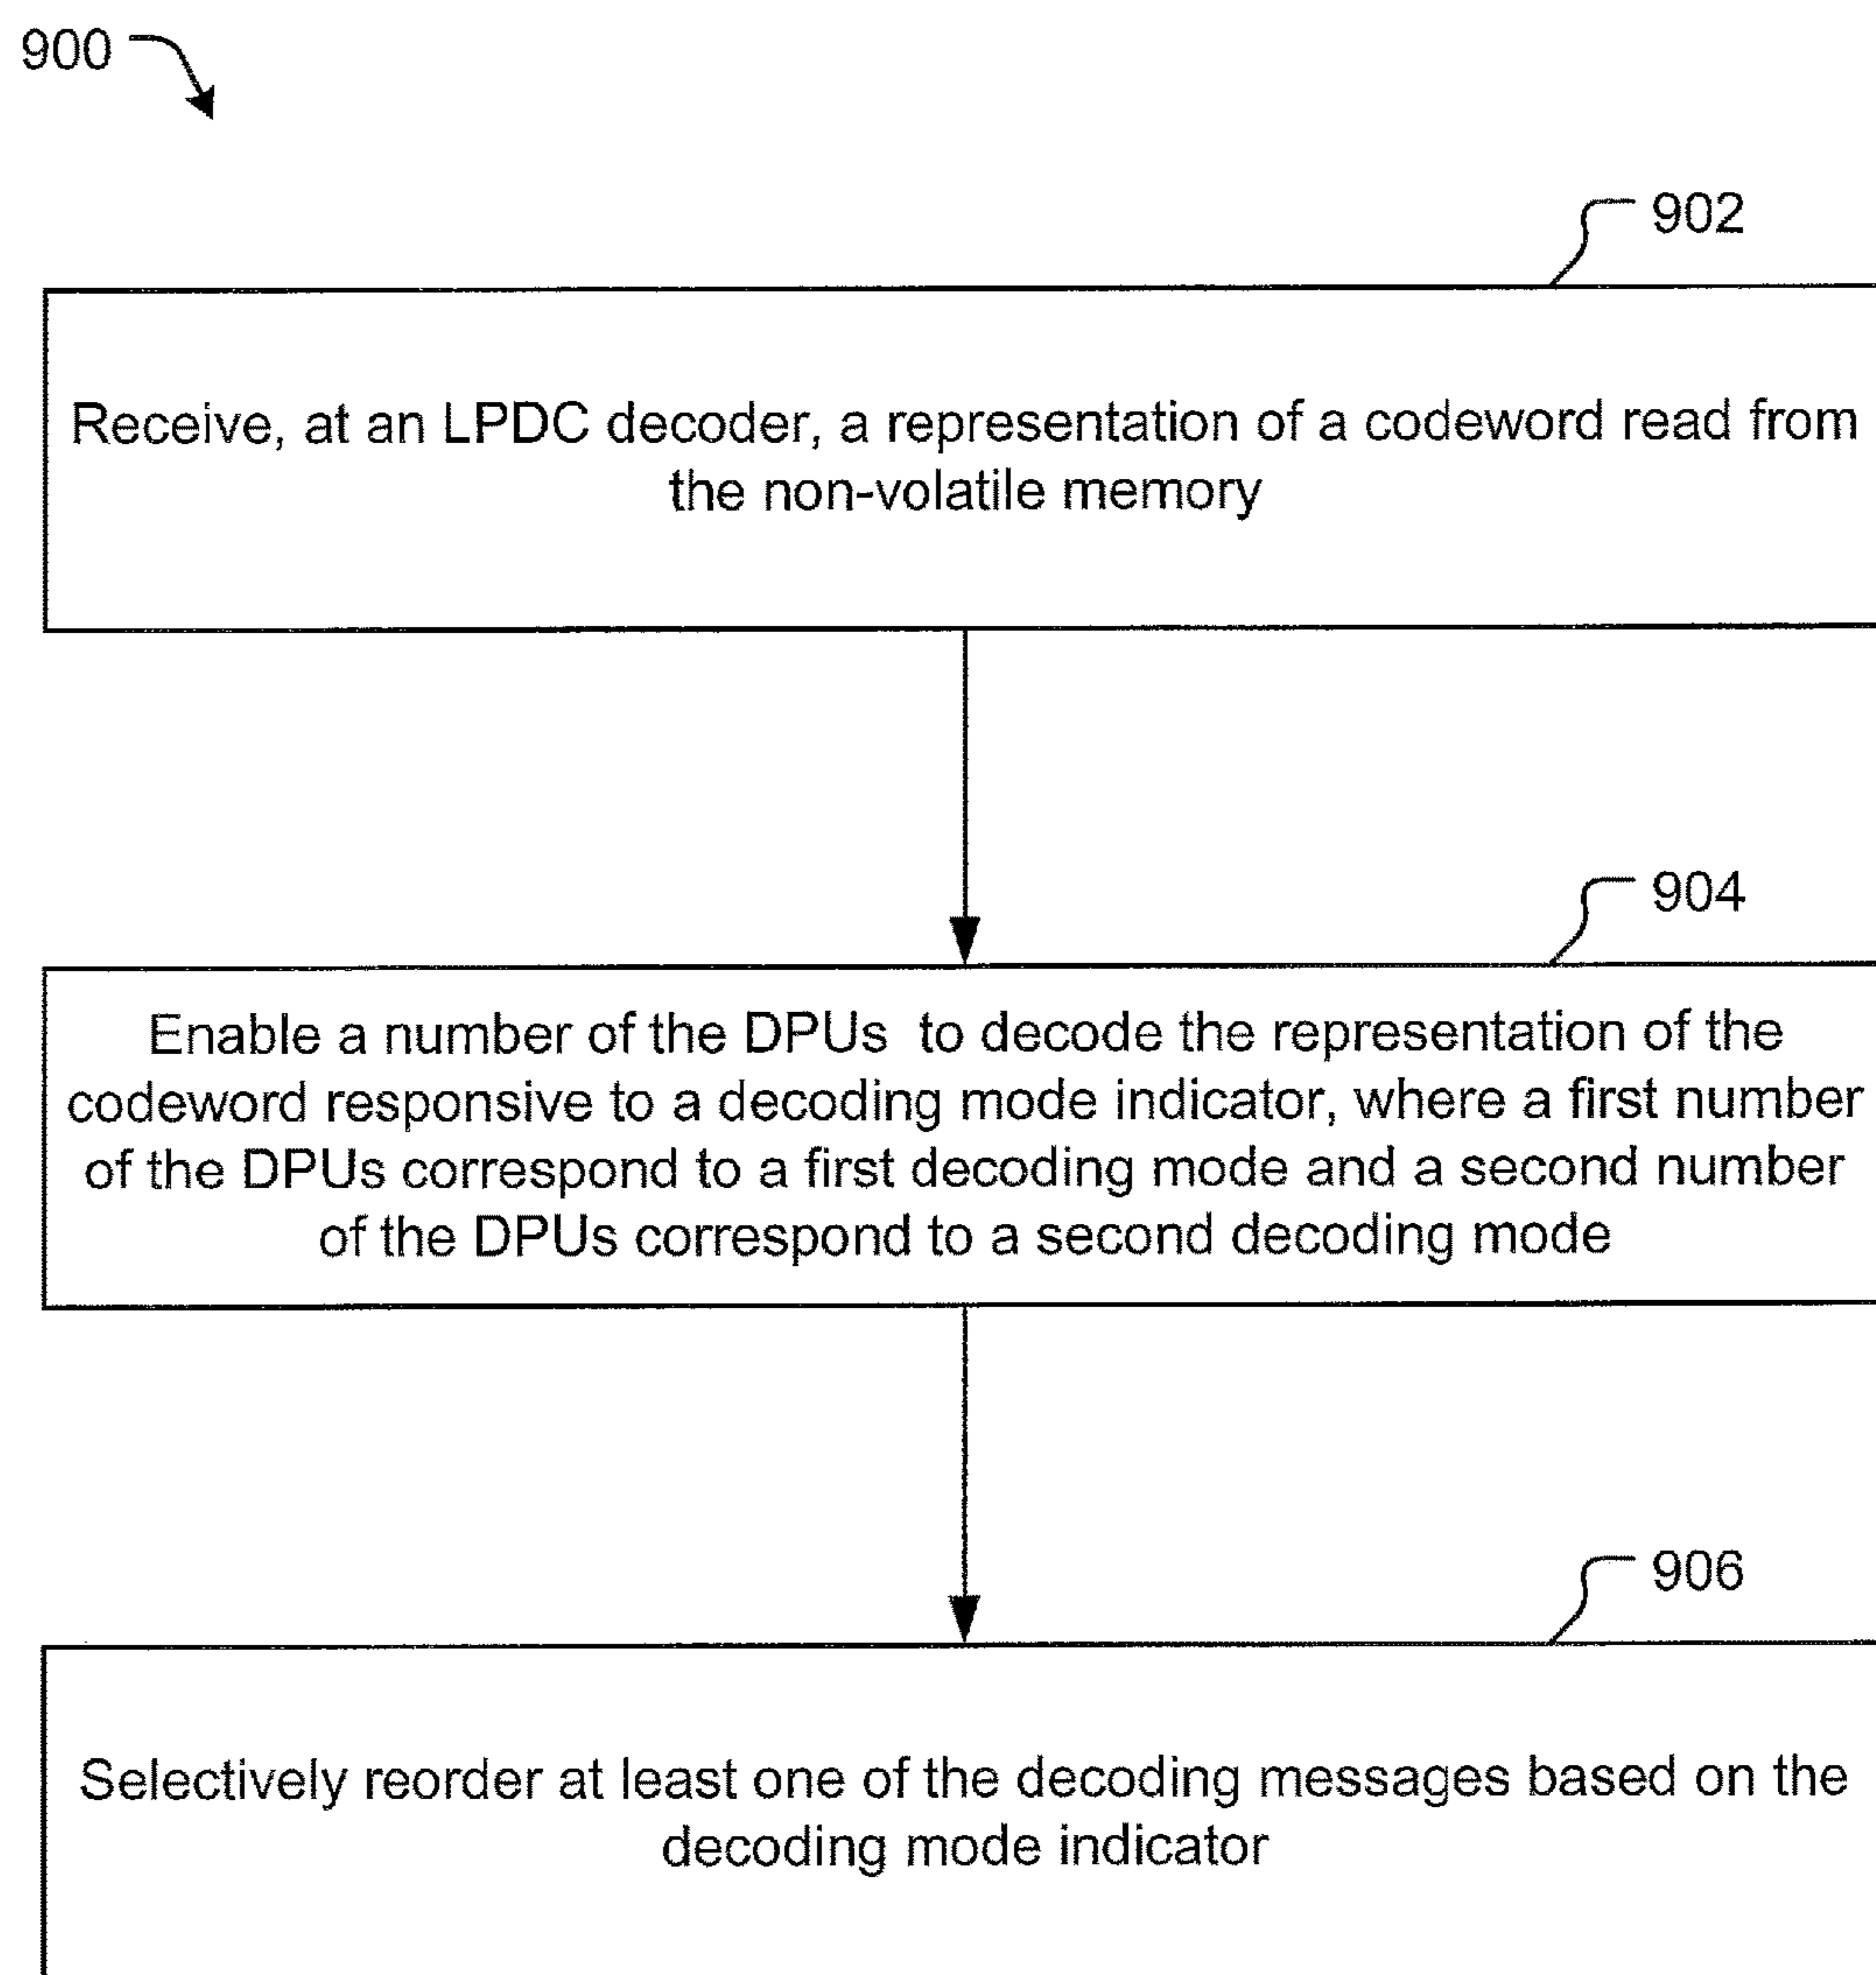 900
902
Receive, at an LPDC decoder, a representation of a codeword read from
the non-volatile memory
904
Enable a number of the DPUs to decode the representation of the
codeword responsive to a decoding mode indicator, where a first number
of the DPUs correspond to a first decoding mode and a second number
of the DPUs correspond to a second decoding mode
906
Selectively reorder at least one of the decoding messages based on the
decoding mode indicator